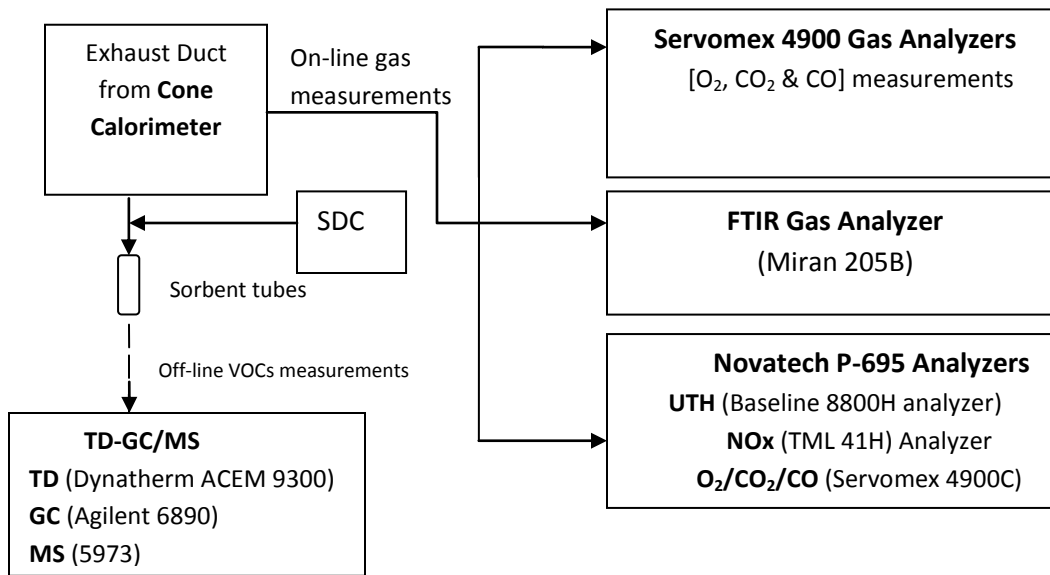 Exhaust Duct
from Cone
Calorimeter
On-line gas
measurements
Servomex 4900 Gas Analyzers
[O₂, CO₂ & CO] measurements
SDC
FTIR Gas Analyzer
(Miran 205B)
Sorbent tubes
Off-line VOCs measurements
Novatech P-695 Analyzers
UTH (Baseline 8800H analyzer)
NOx (TML 41H) Analyzer
O₂/CO₂/CO (Servomex 4900C)
TD-GC/MS
TD (Dynatherm ACEM 9300)
GC (Agilent 6890)
MS (5973)